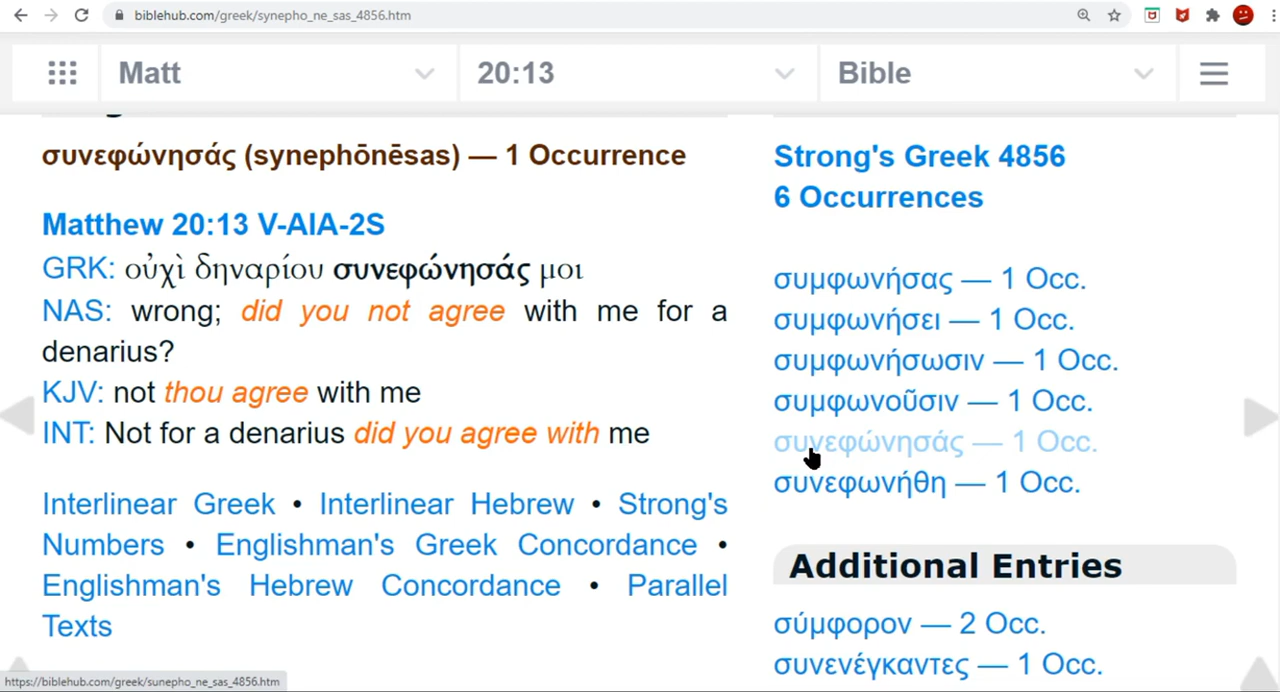 biblehub.com/greek/synepho_ne_sas_4856.htm
Matt
20:13
Bible
συνεφώνησάς (synephōnēsas) — 1 Occurrence
Matthew 20:13 V-AIA-2S
GRK: οὐχὶ δηναρίου συνεφώνησάς μοι
NAS: wrong; did you not agree with me for a
denarius?
KJV: not thou agree with me
INT: Not for a denarius did you agree with me
Interlinear Greek • Interlinear Hebrew • Strong's
Numbers • Englishman's Greek Concordance •
Englishman's Hebrew Concordance • Parallel
Texts
Strong's Greek 4856
6 Occurrences
συμφωνήσας — 1 Occ.
συμφωνήσει — 1 Occ.
συμφωνήσωσιν — 1 Occ.
συμφωνοῦσιν — 1 Occ.
συνεφώνησάς — 1 Occ.
συνεφωνήθη — 1 Occ.
Additional Entries
σύμφορον — 2 Occ.
συνενέγκαντες — 1 Occ.
https://biblehub.com/greek/sunepho_ne_sas_4856.htm